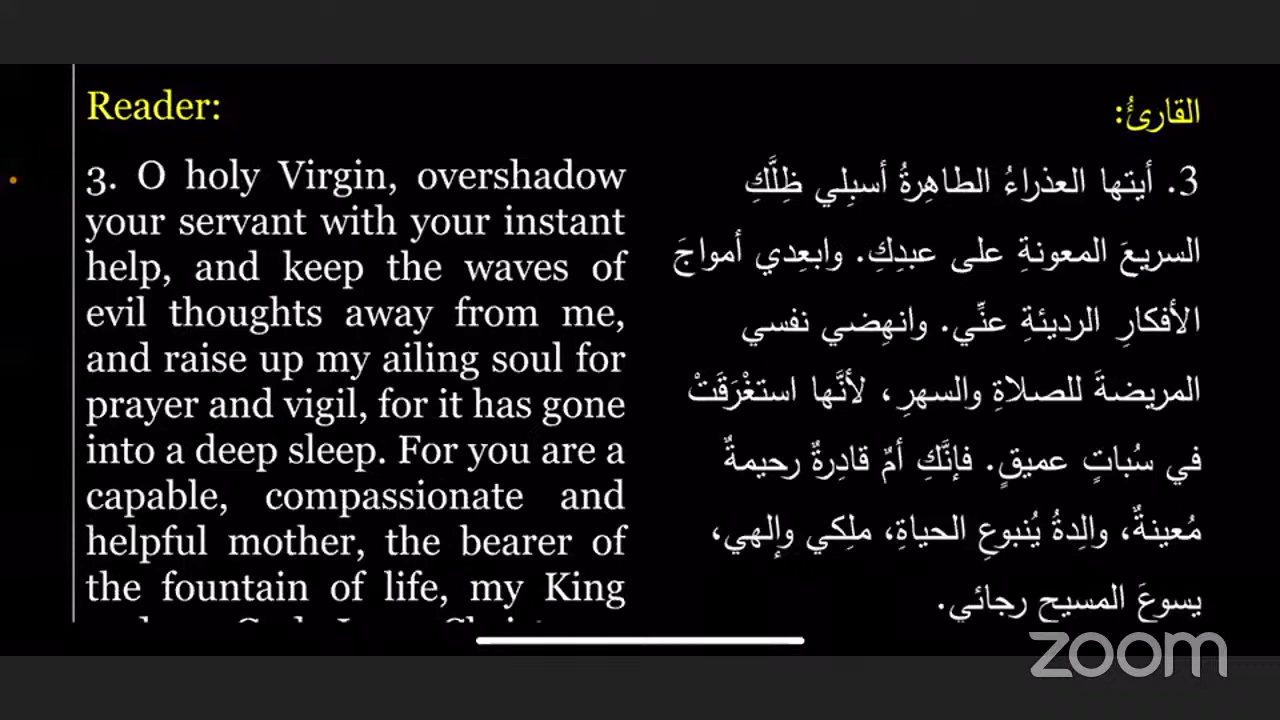 Reader:
3. O holy Virgin, overshadow
your servant with your instant
help, and keep the waves of
evil thoughts away from me,
and raise up my ailing soul for
prayer and vigil, for it has gone
into a deep sleep. For you are a
capable, compassionate and
helpful mother, the bearer of
the fountain of life, my King
القارئُ:
3. أيتها العذراءُ الطاهِرةُ أسبِلِي ظِلَّكِ
السريعَ المعونةِ على عبدِكِ. وابعِدي أمواجَ
الأفكارِ الرديئةِ عنِّي. وانهِضي نفسي
المريضةَ للصلاةِ والسهرِ، لأنَّها استغْرَقَتْ
في سُباتٍ عميقٍ. فإنَّكِ أمٌ قادِرةٌ رحيمةٌ
مُعينةٌ، والِدةُ يُنبوعِ الحياةِ، ملِكي وإلهي،
يسوعَ المسيح رجائي.
zoom